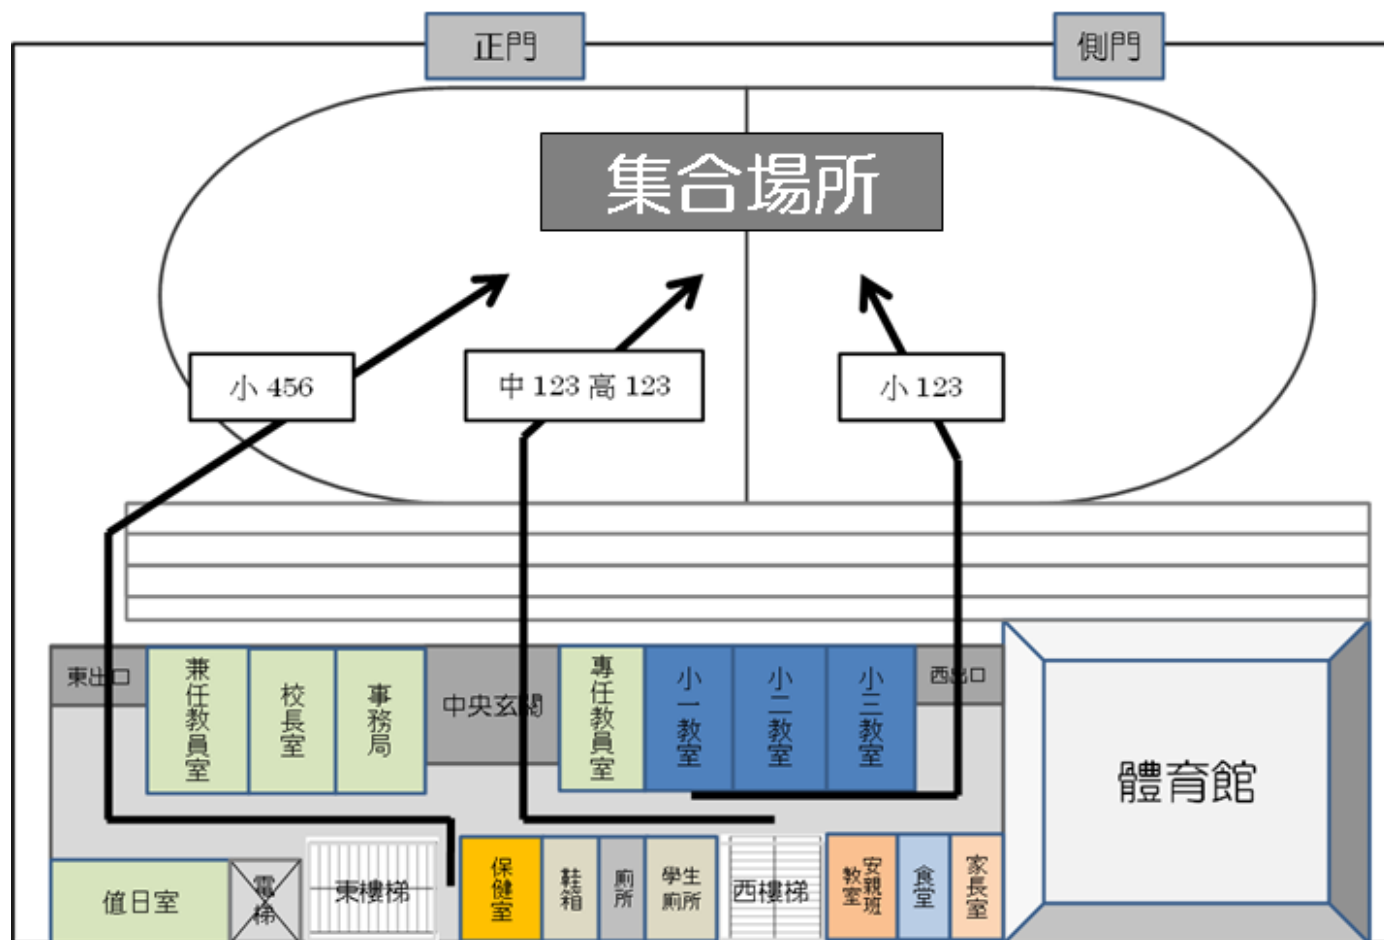 正門
側門
集合場所
小 456
中 123 高 123
小 123
東出口
兼任教員室
校長室
事務局
中央玄関
專任教員室
小一教室
小二教室
小三教室
西出口
體育館
值日室
電梯
東樓梯
保健室
鞋箱
廁所
學生
廁所
西樓梯
安親班
教室
食堂
家長室